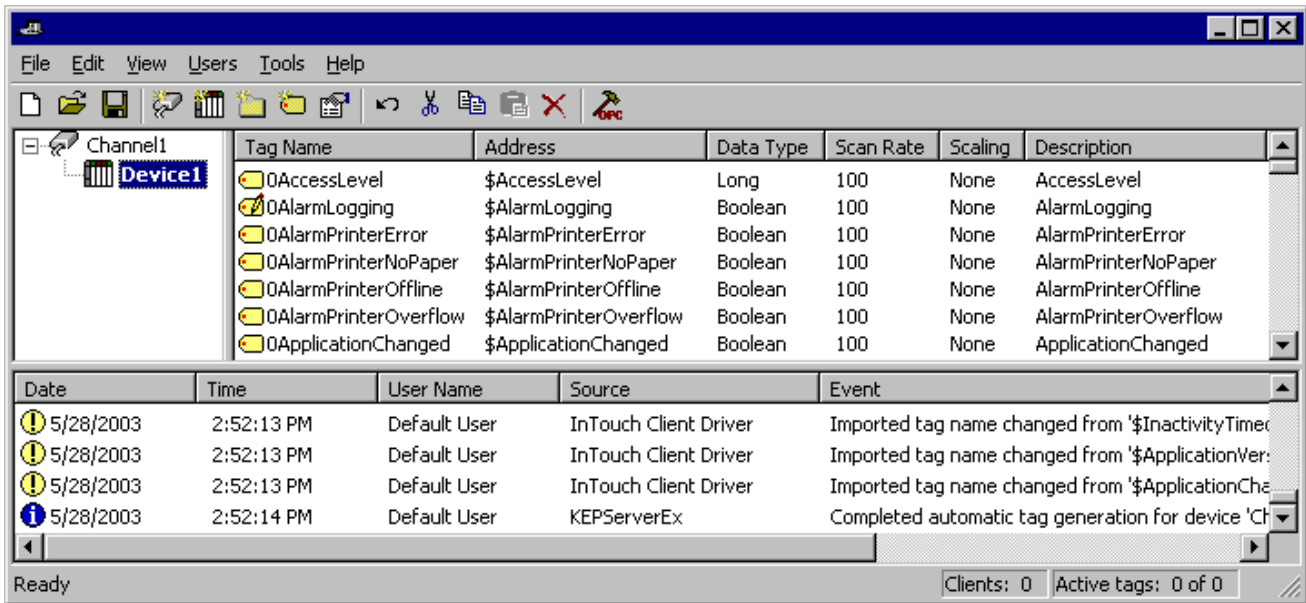 File Edit View Users Tools Help
OPC
Channel1
Device1
Tag Name Address Data Type Scan Rate Scaling Description
0AccessLevel $AccessLevel Long 100 None AccessLevel
0AlarmLogging $AlarmLogging Boolean 100 None AlarmLogging
0AlarmPrinterError $AlarmPrinterError Boolean 100 None AlarmPrinterError
0AlarmPrinterNoPaper $AlarmPrinterNoPaper Boolean 100 None AlarmPrinterNoPaper
0AlarmPrinterOffline $AlarmPrinterOffline Boolean 100 None AlarmPrinterOffline
0AlarmPrinterOverflow $AlarmPrinterOverflow Boolean 100 None AlarmPrinterOverflow
0ApplicationChanged $ApplicationChanged Boolean 100 None ApplicationChanged
Date Time User Name Source Event
5/28/2003 2:52:13 PM Default User InTouch Client Driver Imported tag name changed from '$InactivityTimeo
5/28/2003 2:52:13 PM Default User InTouch Client Driver Imported tag name changed from '$ApplicationVers
5/28/2003 2:52:13 PM Default User InTouch Client Driver Imported tag name changed from '$ApplicationCha
5/28/2003 2:52:14 PM Default User KEPServerEx Completed automatic tag generation for device 'Ch
Ready Clients: 0 Active tags: 0 of 0